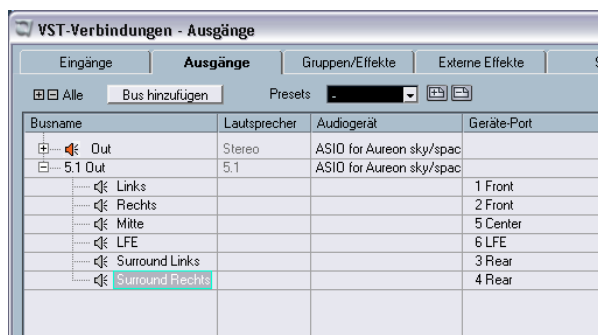 VST-Verbindungen - Ausgänge
Eingänge Ausgänge Gruppen/Effekte Externe Effekte
Alle Bus hinzufügen Presets -
Busname Lautsprecher Audiogerät Geräte-Port
Out Stereo ASIO for Aureon sky/spac
5.1 Out 5.1 ASIO for Aureon sky/spac
Links 1 Front
Rechts 2 Front
Mitte 5 Center
LFE 6 LFE
Surround Links 3 Rear
Surround Rechts 4 Rear